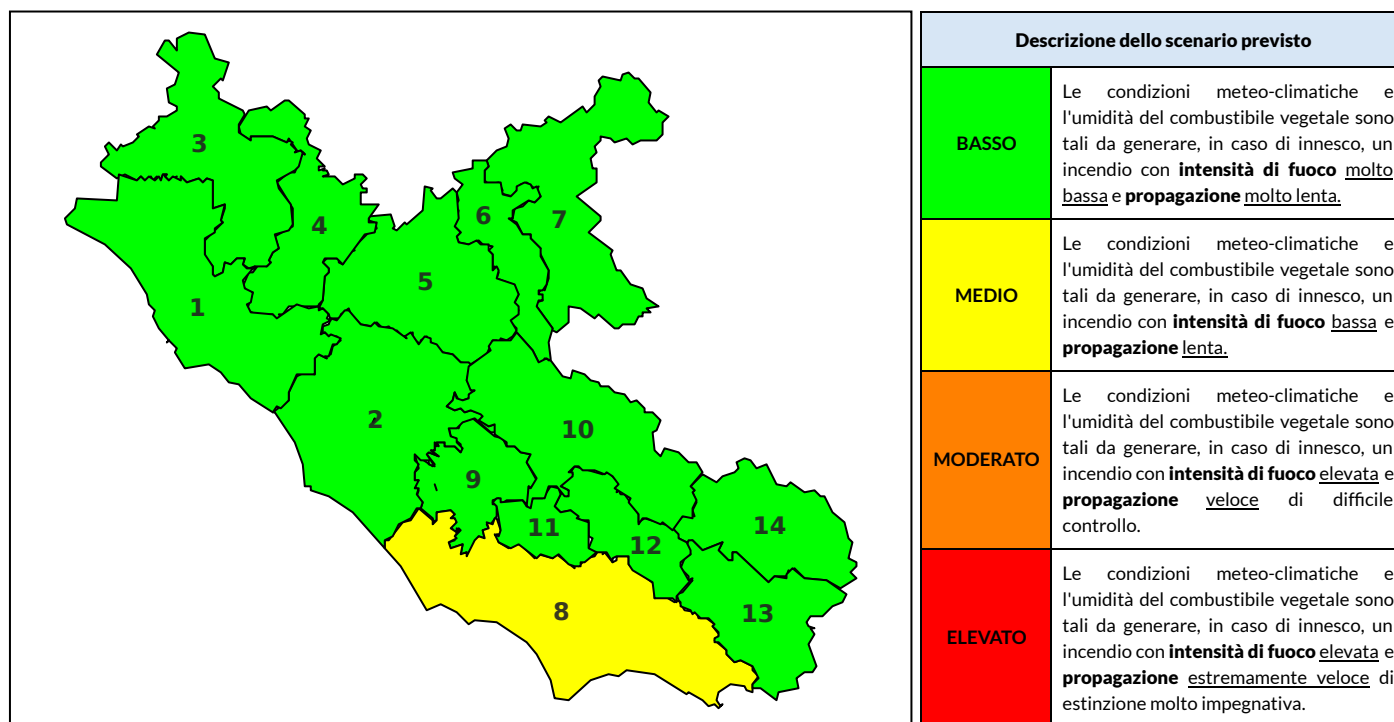 3
4
6
7
5
1
2
10
9
14
11
12
8
13
Descrizione dello scenario previsto
BASSO
Le condizioni meteo-climatiche e
l'umidità del combustibile vegetale sono
tali da generare, in caso di innesco, un
incendio con intensità di fuoco molto
bassa e propagazione molto lenta.
MEDIO
Le condizioni meteo-climatiche e
l'umidità del combustibile vegetale sono
tali da generare, in caso di innesco, un
incendio con intensità di fuoco bassa e
propagazione lenta.
MODERATO
Le condizioni meteo-climatiche e
l'umidità del combustibile vegetale sono
tali da generare, in caso di innesco, un
incendio con intensità di fuoco elevata e
propagazione veloce di difficile
controllo.
ELEVATO
Le condizioni meteo-climatiche e
l'umidità del combustibile vegetale sono
tali da generare, in caso di innesco, un
incendio con intensità di fuoco elevata e
propagazione estremamente veloce di
estinzione molto impegnativa.